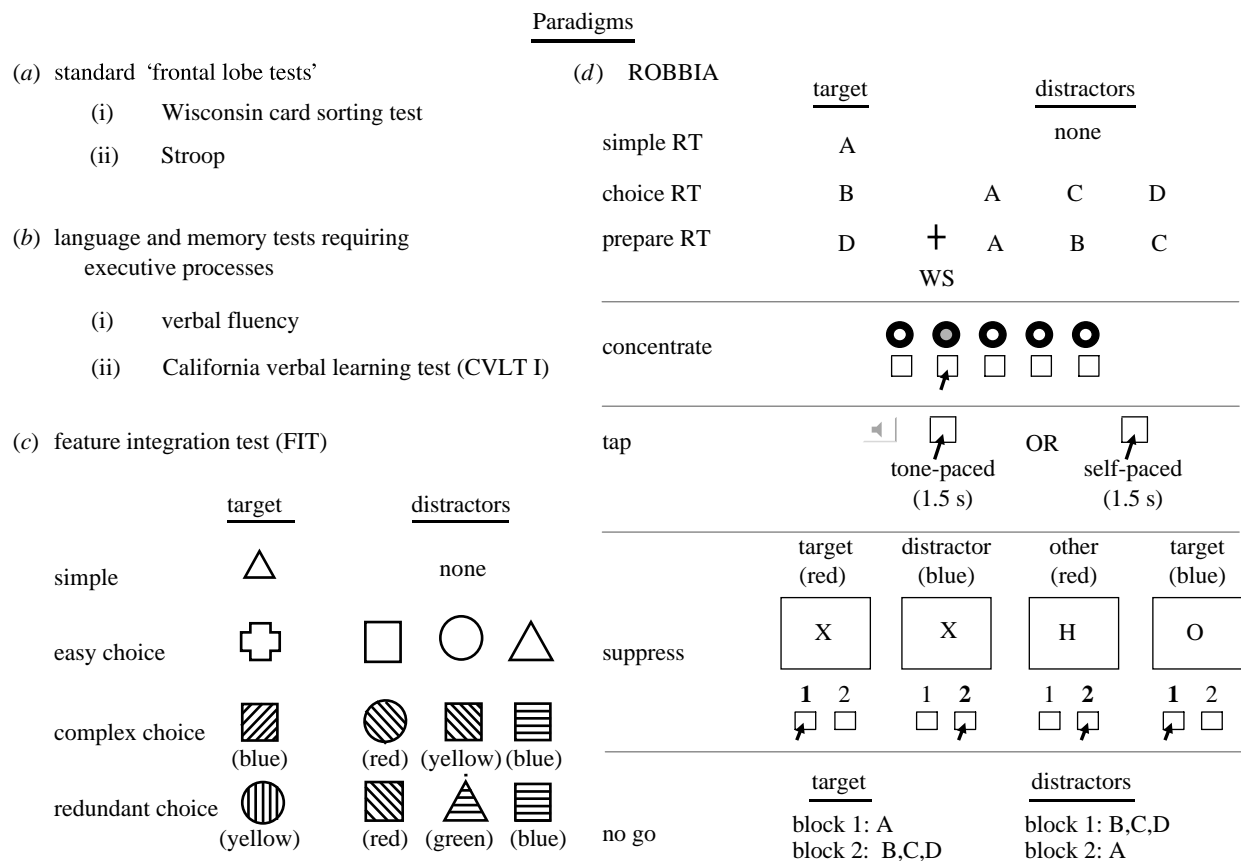 Paradigms
(a) standard ‘frontal lobe tests’
(i) Wisconsin card sorting test
(ii) Stroop
(b) language and memory tests requiring
executive processes
(i) verbal fluency
(ii) California verbal learning test (CVLT I)
(c) feature integration test (FIT)
target distractors
simple none
easy choice
complex choice
(blue) (red) (yellow) (blue)
redundant choice
(yellow) (red) (green) (blue)
(d) ROBBIA
target distractors
simple RT A none
choice RT B A C D
prepare RT D + A B C
WS
concentrate
tap OR
tone-paced self-paced
(1.5 s) (1.5 s)
target distractor other target
(red) (blue) (red) (blue)
suppress X X H O
1 2 1 2 1 2 1 2
target distractors
no go block 1: A block 1: B,C,D
block 2: B,C,D block 2: A